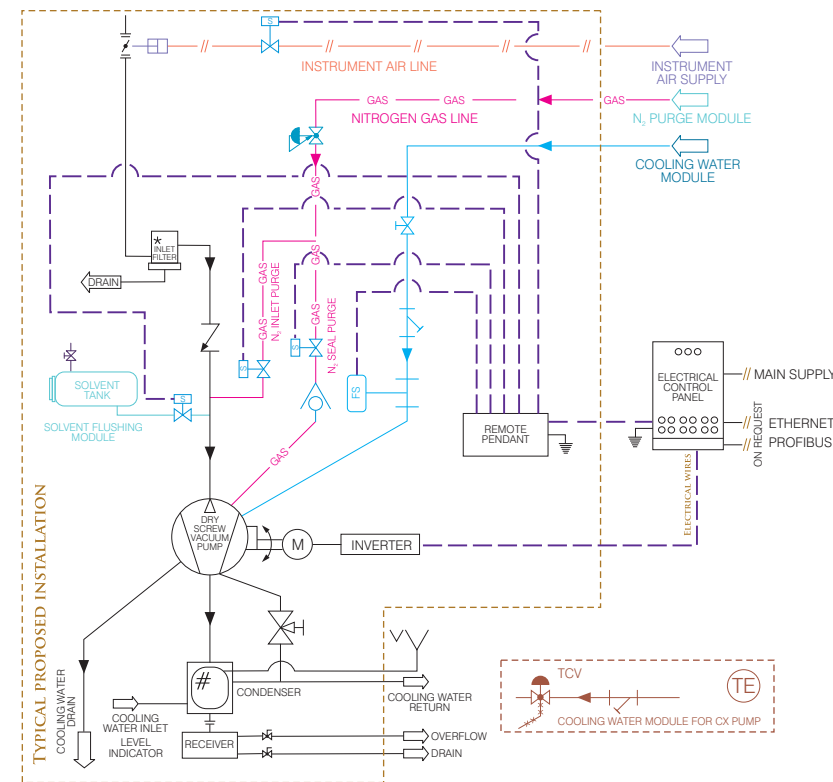 S
INSTRUMENT AIR LINE
INSTRUMENT
AIR SUPPLY
GAS
GAS
GAS
NITROGEN GAS LINE
N2 PURGE MODULE
COOLING WATER
MODULE
GAS
*
INLET
FILTER
DRAIN
GAS
GAS
N2 INLET PURGE
GAS
N2 SEAL PURGE
S
S
FS
SOLVENT
TANK
S
SOLVENT FLUSHING
MODULE
REMOTE
PENDANT
ELECTRICAL
CONTROL
PANEL
MAIN SUPPLY
ETHERNET
PROFIBUS
ON REQUEST
ELECTRICAL WIRES
GAS
DRY
SCREW
VACUUM
PUMP
M
INVERTER
TYPICAL PROPOSED INSTALLATION
COOLING WATER
DRAIN
#
CONDENSER
COOLING WATER
RETURN
COOLING
WATER INLET
LEVEL
INDICATOR
RECEIVER
OVERFLOW
DRAIN
TCV
TE
COOLING WATER MODULE FOR CX PUMP